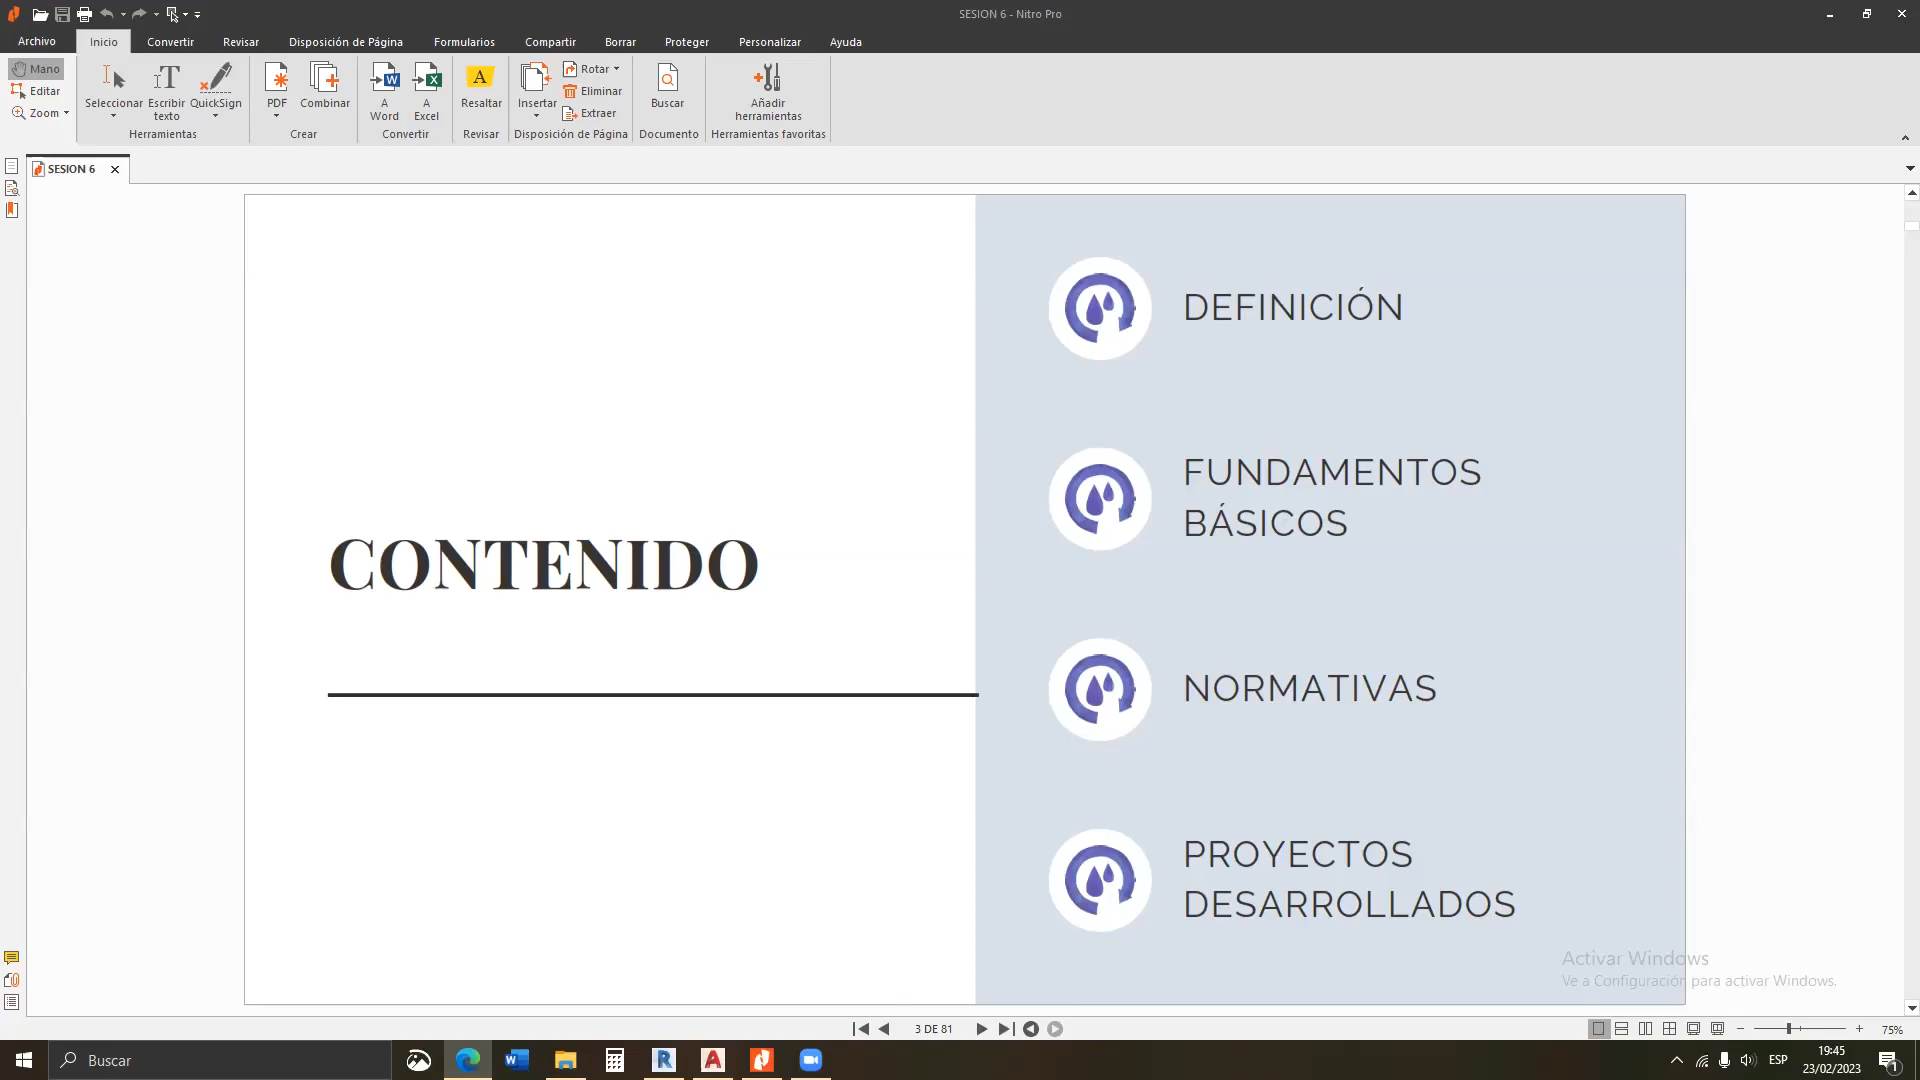 SESION 6 - Nitro Pro
Archivo
Inicio
Convertir
Revisar
Disposición de Página
Formularios
Compartir
Borrar
Proteger
Personalizar
Ayuda
Mano
Editar
Zoom
Seleccionar
Escribir
texto
QuickSign
Herramientas
PDF
Combinar
Crear
A
Word
A
Excel
Convertir
Resaltar
Revisar
Insertar
Rotar
Eliminar
Extraer
Disposición de Página
Buscar
Documento
Añadir
herramientas
Herramientas favoritas
SESION 6
CONTENIDO
DEFINICIÓN
FUNDAMENTOS
BÁSICOS
NORMATIVAS
PROYECTOS
DESARROLLADOS
Activar Windows
Ve a Configuración para activar Windows.
3 DE 81
75%
Buscar
ESP
19:45
23/02/2023
1